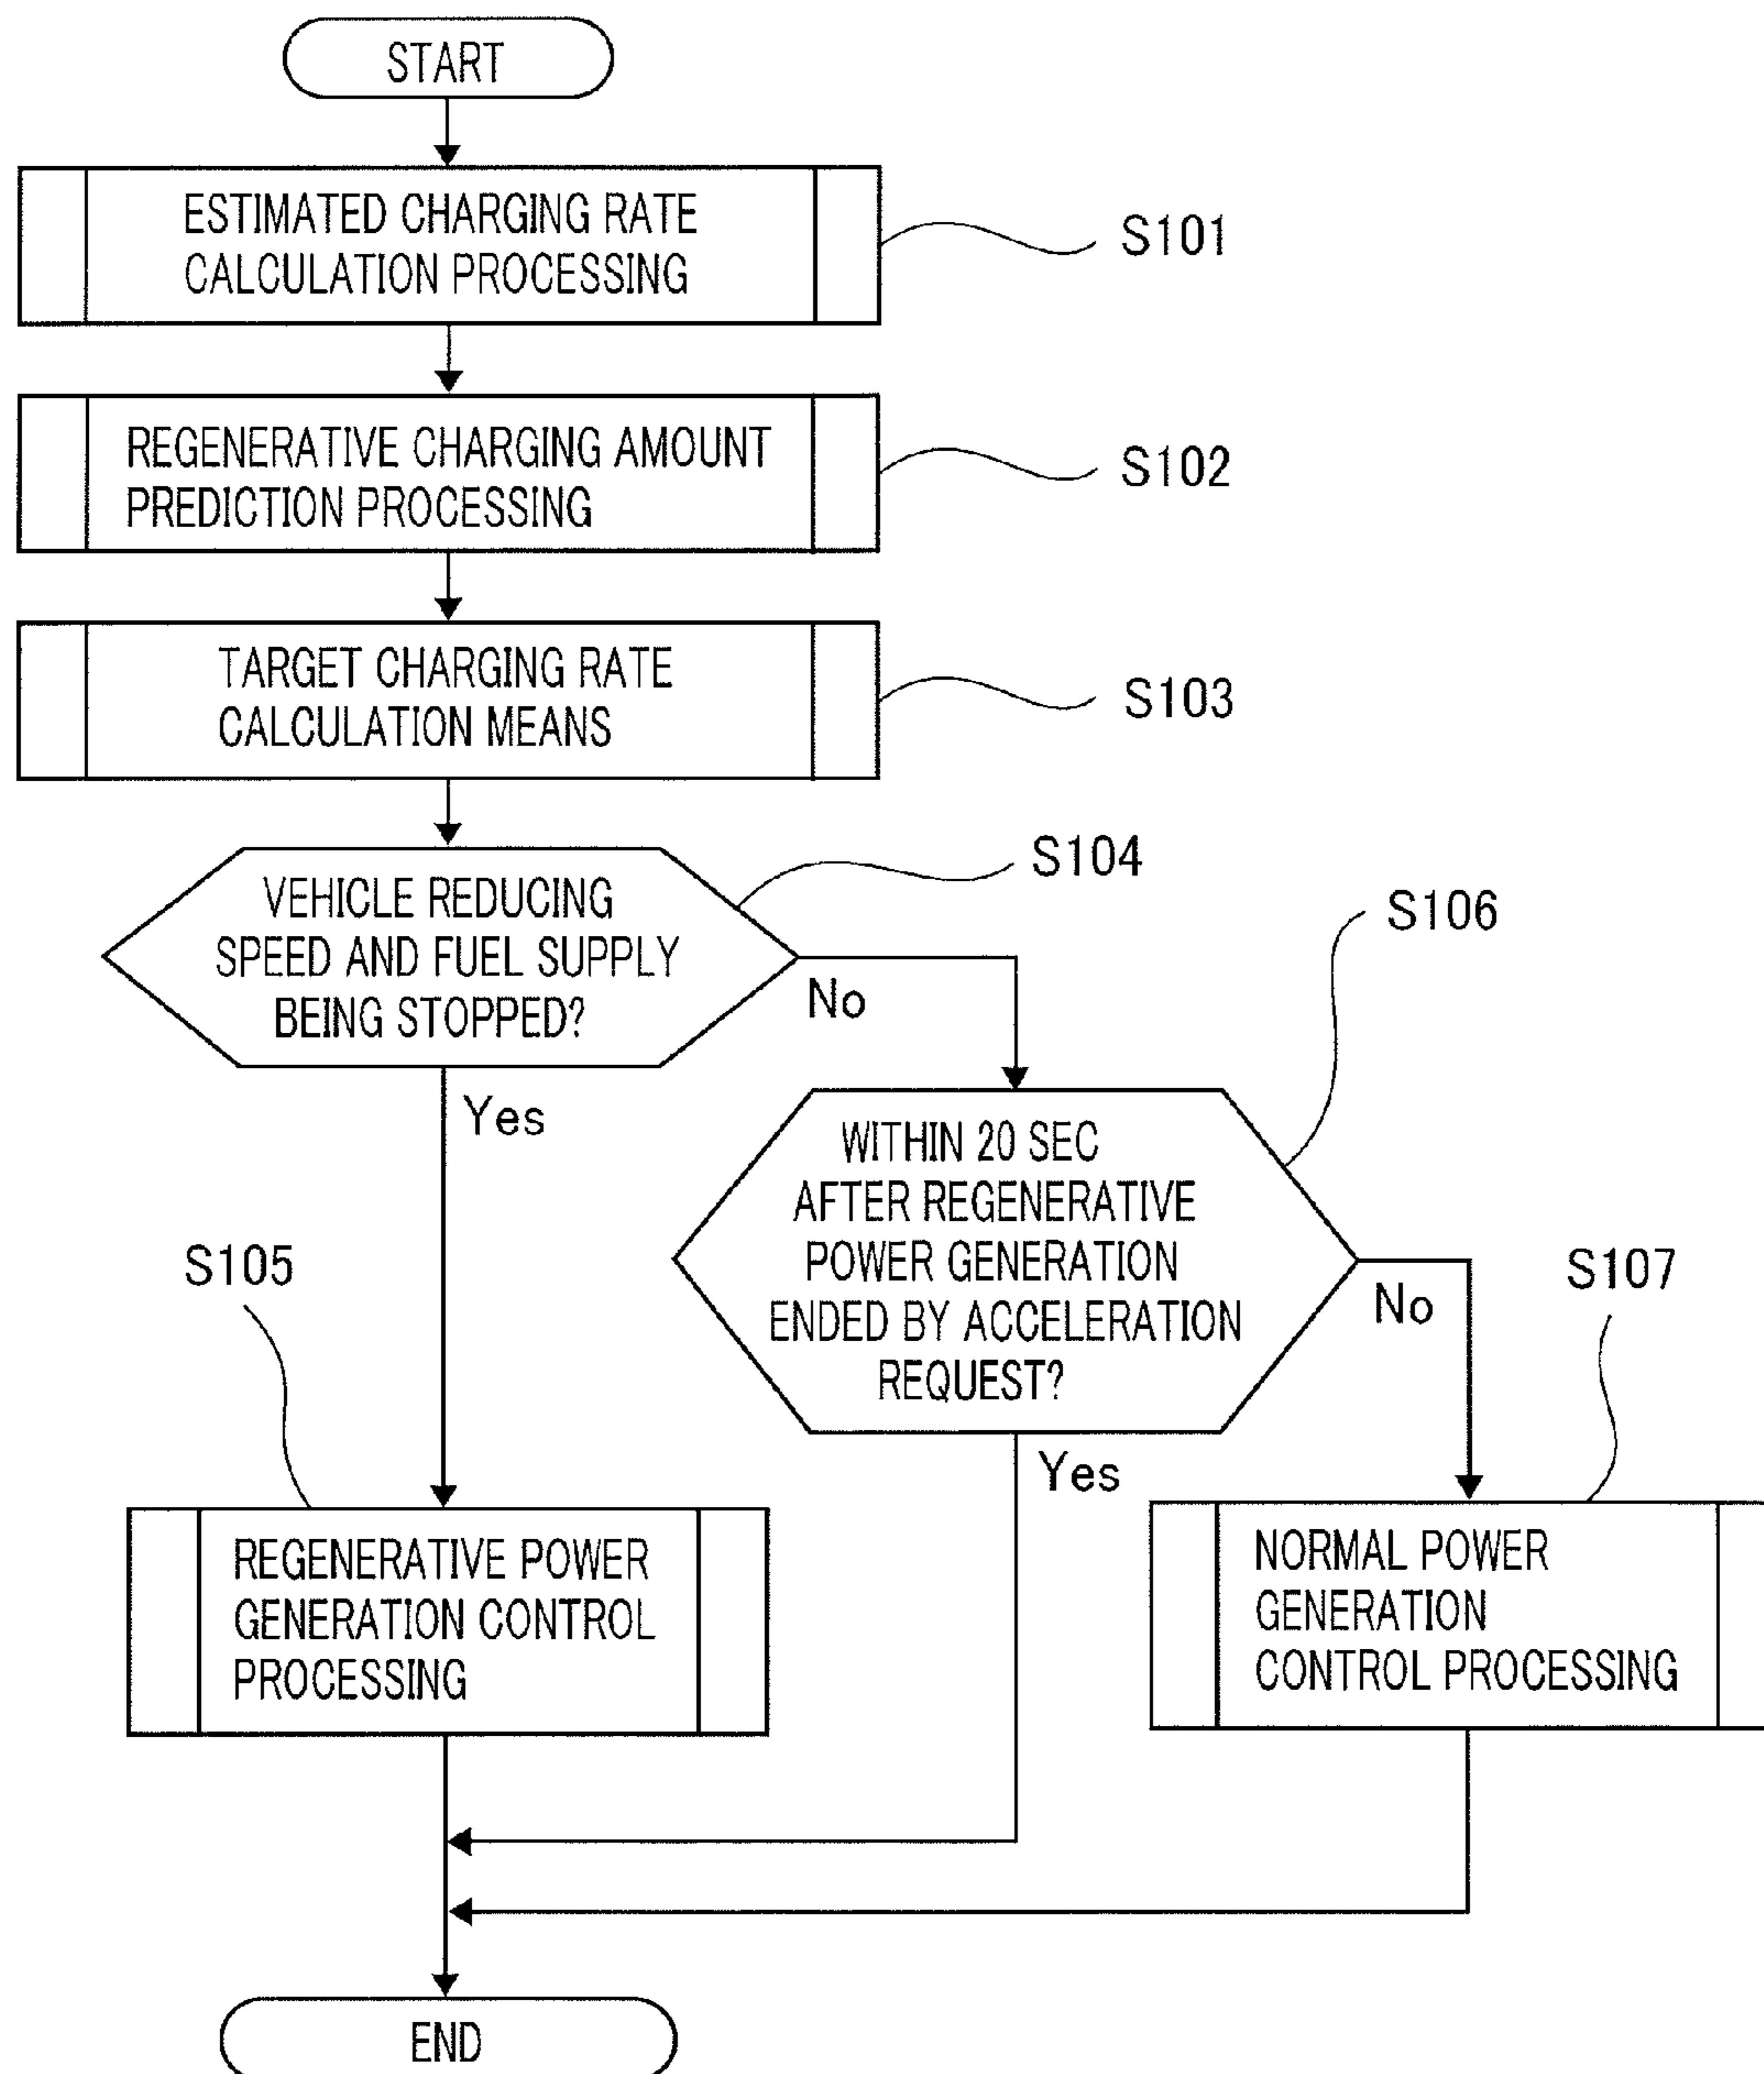 START
ESTIMATED CHARGING RATE
CALCULATION PROCESSING
S101
REGENERATIVE CHARGING AMOUNT
PREDICTION PROCESSING
S102
TARGET CHARGING RATE
CALCULATION MEANS
S103
VEHICLE REDUCING
SPEED AND FUEL SUPPLY
BEING STOPPED?
S104
No
Yes
S106
WITHIN 20 SEC
AFTER REGENERATIVE
POWER GENERATION
ENDED BY ACCELERATION
REQUEST?
No
Yes
S105
REGENERATIVE POWER
GENERATION CONTROL
PROCESSING
S107
NORMAL POWER
GENERATION
CONTROL PROCESSING
END